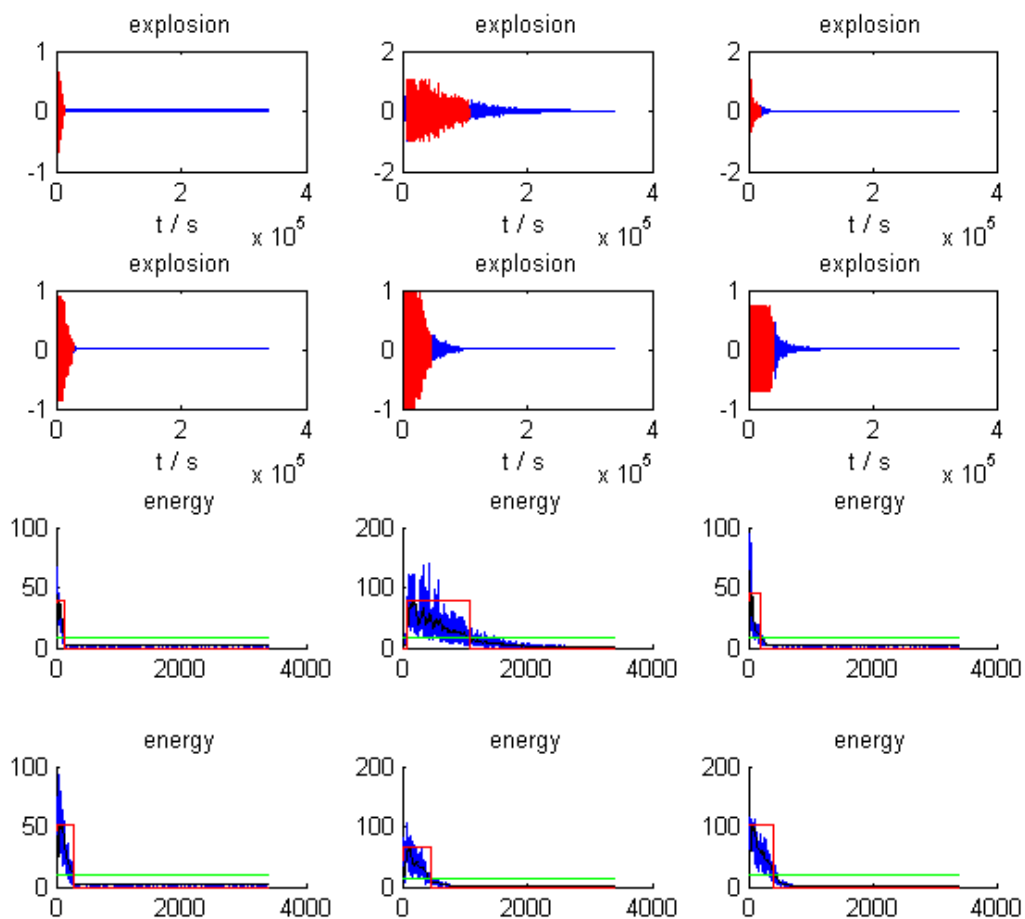 explosion explosion explosion
1 2 2
0 0 0
-1 -2 -2
0 2 4 0 2 4 0 2 4
t / s t / s t / s
x 10^5 x 10^5 x 10^5
explosion explosion explosion
1 1 1
0 0 0
-1 -1 -1
0 2 4 0 2 4 0 2 4
t / s t / s t / s
x 10^5 x 10^5 x 10^5
energy energy energy
100 200 100
50 100 50
0 0 0
0 2000 4000 0 2000 4000 0 2000 4000
energy energy energy
100 200 200
50 100 100
0 0 0
0 2000 4000 0 2000 4000 0 2000 4000